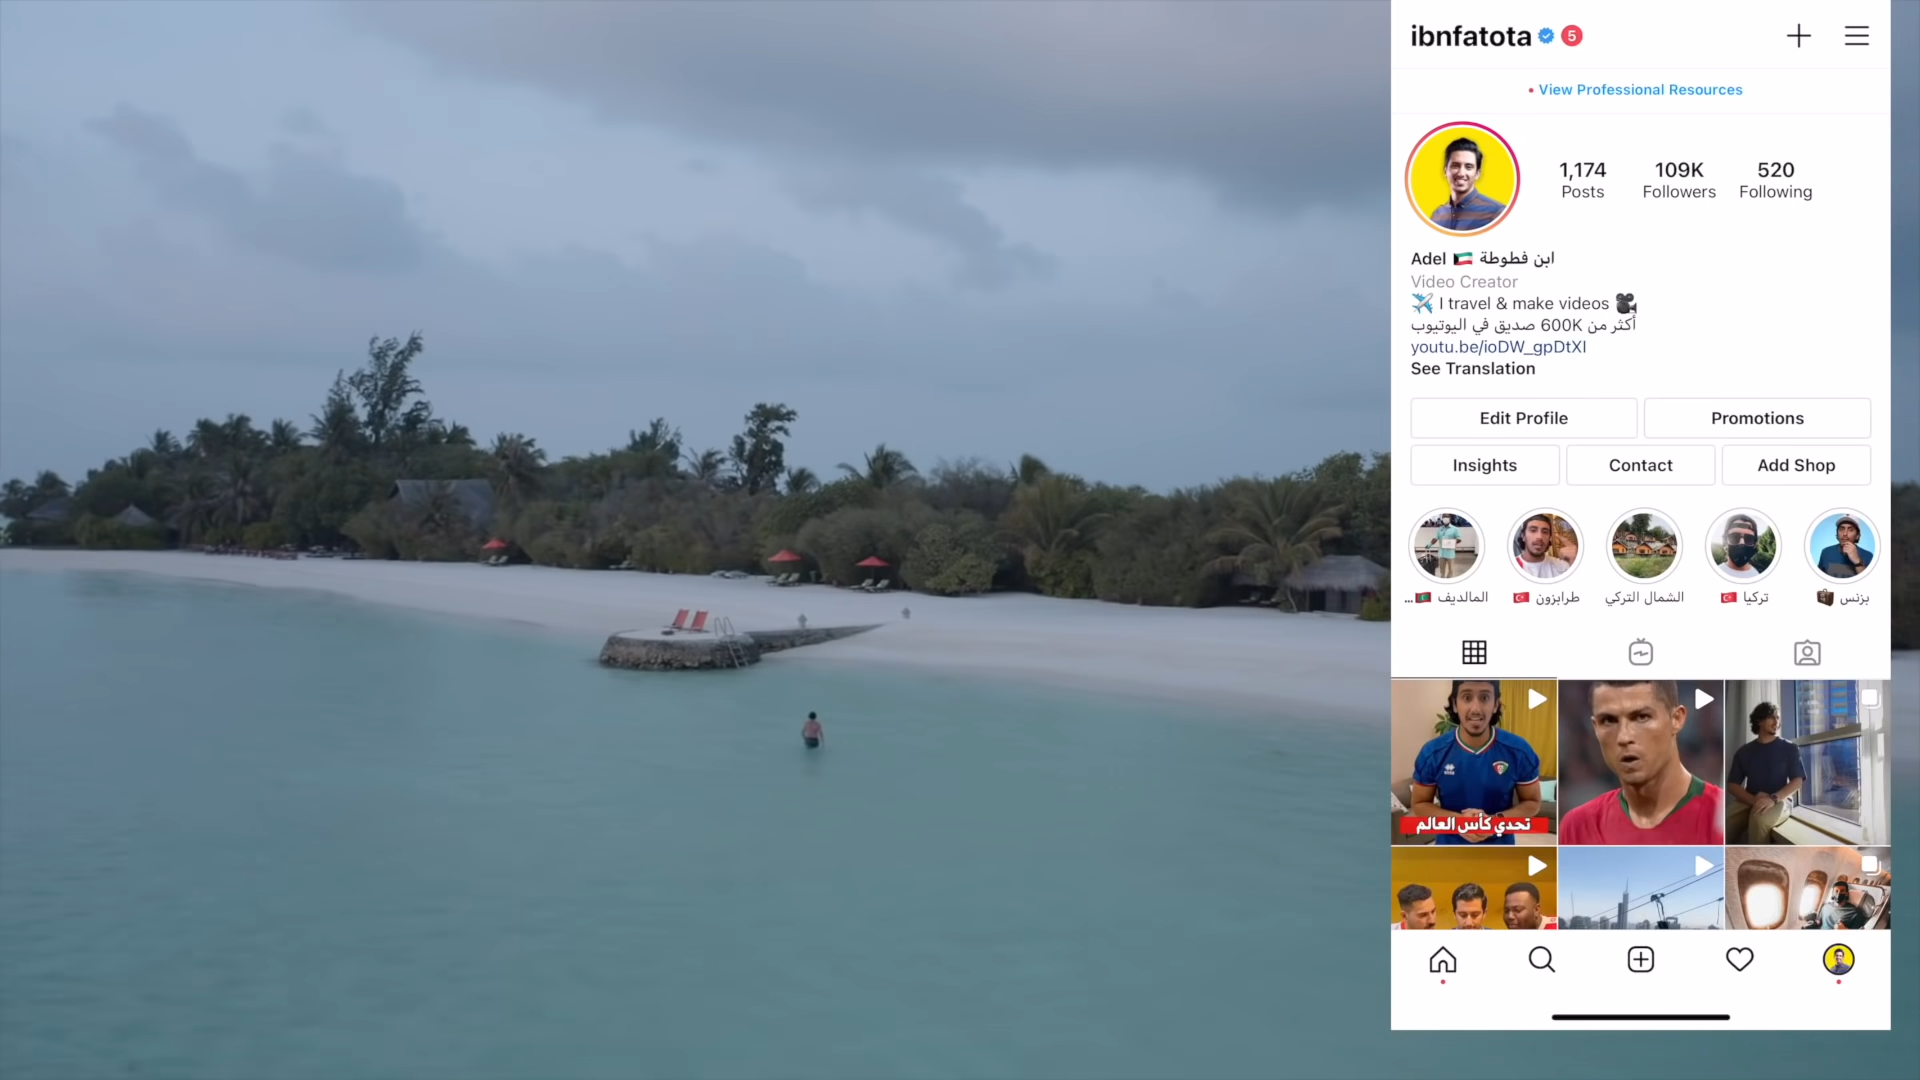 ibnfatota 5
View Professional Resources
1,174 109K 520
Posts Followers Following
Adel 🇰🇼 ابن فطوطة
Video Creator
✈️ I travel & make videos 🎥
أكثر من 600K صديق في اليوتيوب
youtu.be/ioDW_gpDtXI
See Translation
Edit Profile Promotions
Insights Contact Add Shop
المالديف 🇲🇻... طرابزون 🇹🇷 الشمال التركي تركيا 🇹🇷 بزنس 💼
تحدي كأس العالم